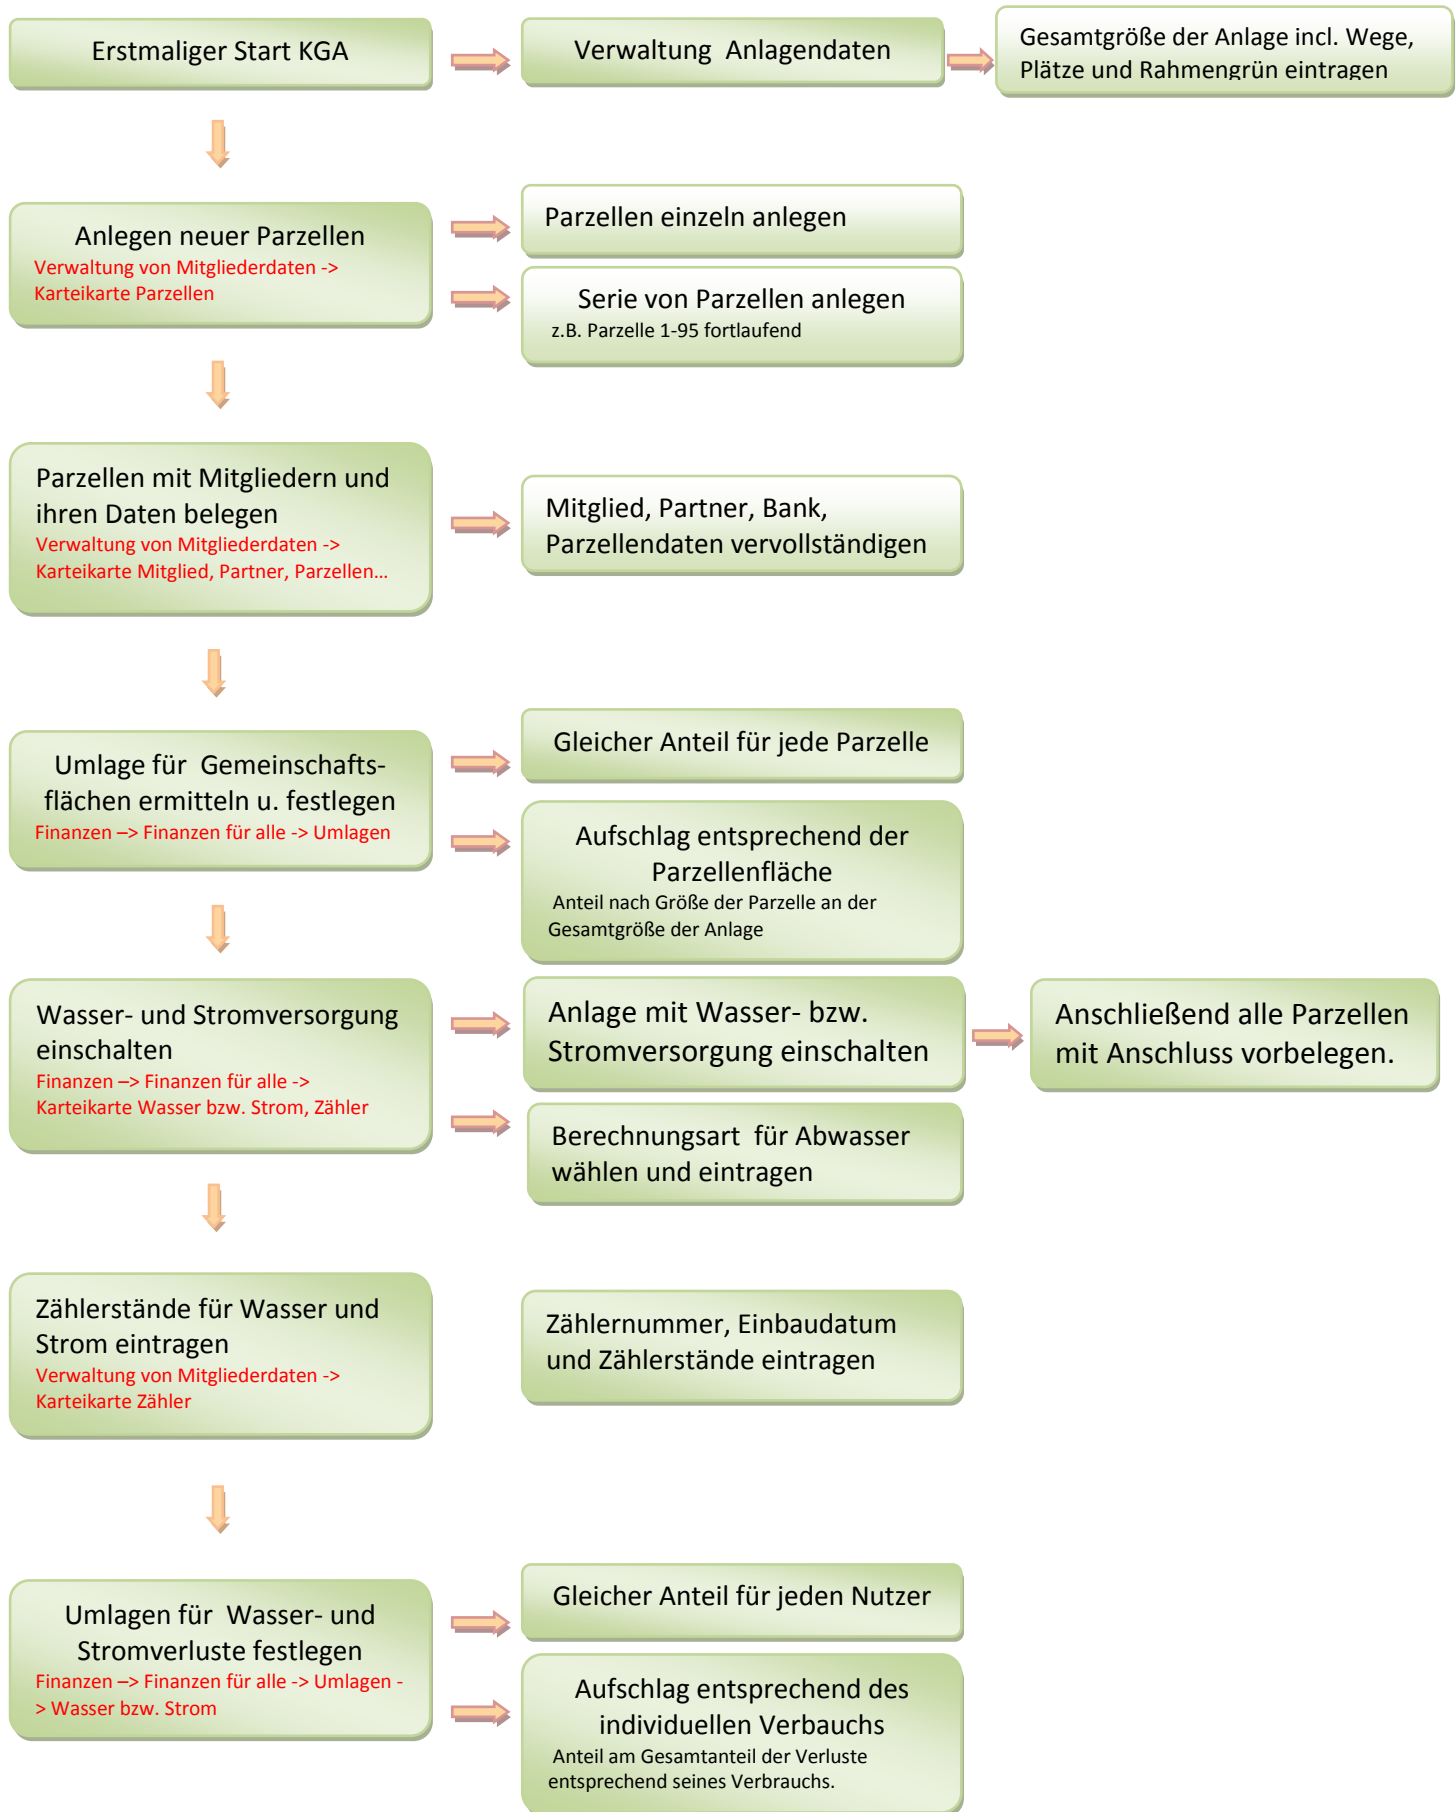 Erstmaliger Start KGA
Verwaltung Anlagendaten
Gesamtgröße der Anlage incl. Wege,
Plätze und Rahmengrün eintragen
Anlegen neuer Parzellen
Verwaltung von Mitgliederdaten ->
Karteikarte Parzellen
Parzellen einzeln anlegen
Serie von Parzellen anlegen
z.B. Parzelle 1-95 fortlaufend
Parzellen mit Mitgliedern und
ihren Daten belegen
Verwaltung von Mitgliederdaten ->
Karteikarte Mitglied, Partner, Parzellen...
Mitglied, Partner, Bank,
Parzellendaten vervollständigen
Umlage für Gemeinschafts-
flächen ermitteln u. festlegen
Finanzen –> Finanzen für alle -> Umlagen
Gleicher Anteil für jede Parzelle
Aufschlag entsprechend der
Parzellenfläche
Anteil nach Größe der Parzelle an der
Gesamtgröße der Anlage
Wasser- und Stromversorgung
einschalten
Finanzen –> Finanzen für alle ->
Karteikarte Wasser bzw. Strom, Zähler
Anlage mit Wasser- bzw.
Stromversorgung einschalten
Anschließend alle Parzellen
mit Anschluss vorbelegen.
Berechnungsart für Abwasser
wählen und eintragen
Zählerstände für Wasser und
Strom eintragen
Verwaltung von Mitgliederdaten ->
Karteikarte Zähler
Zählernummer, Einbaudatum
und Zählerstände eintragen
Umlagen für Wasser- und
Stromverluste festlegen
Finanzen –> Finanzen für alle -> Umlagen -
> Wasser bzw. Strom
Gleicher Anteil für jeden Nutzer
Aufschlag entsprechend des
individuellen Verbauchs
Anteil am Gesamtanteil der Verluste
entsprechend seines Verbrauchs.